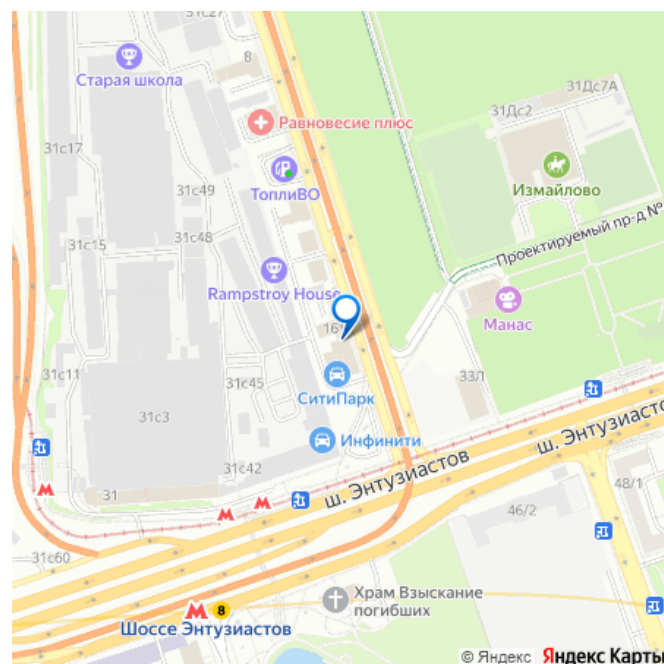 31с27
8
Старая школа
31Дс7А
31Дс2
Равновесие плюс
31с17
Измайлово
ТоплиВО
31с49
31с48
31с15
Проектируемый пр-д №
Rampstroy House
Манас
16
31с11
33Л
31с45
СитиПарк
31с3
Инфинити
ш. Энтузиастов
31с42
ш. Энтузиастов
31
48/1
46/2
31с60
Храм Взыскание
погибших
8
Шоссе Энтузиастов
© Яндекс Яндекс Карты